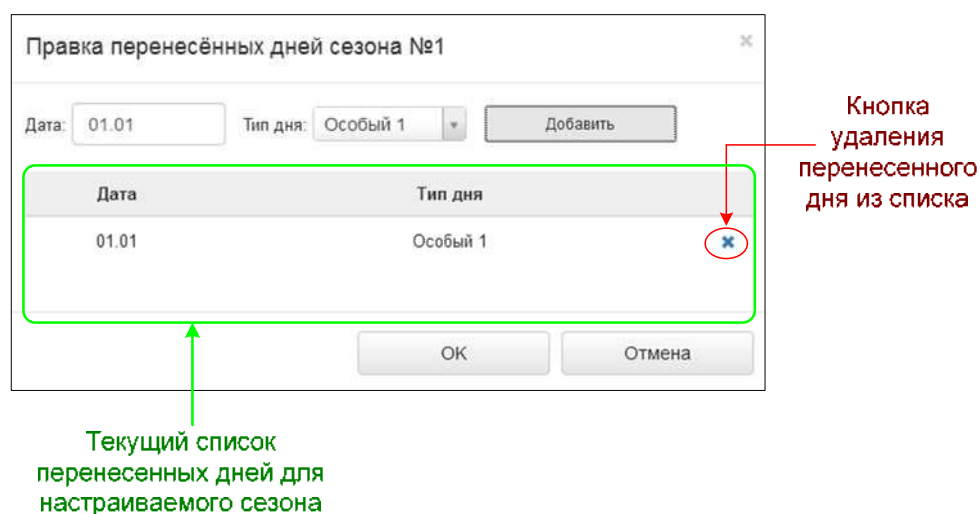 Правка перенесённых дней сезона №1
×
Дата: 01.01 Тип дня: Особый 1 Добавить
Дата Тип дня
01.01 Особый 1
OK Отмена
Кнопка
удаления
перенесенного
дня из списка
Текущий список
перенесенных дней для
настраиваемого сезона